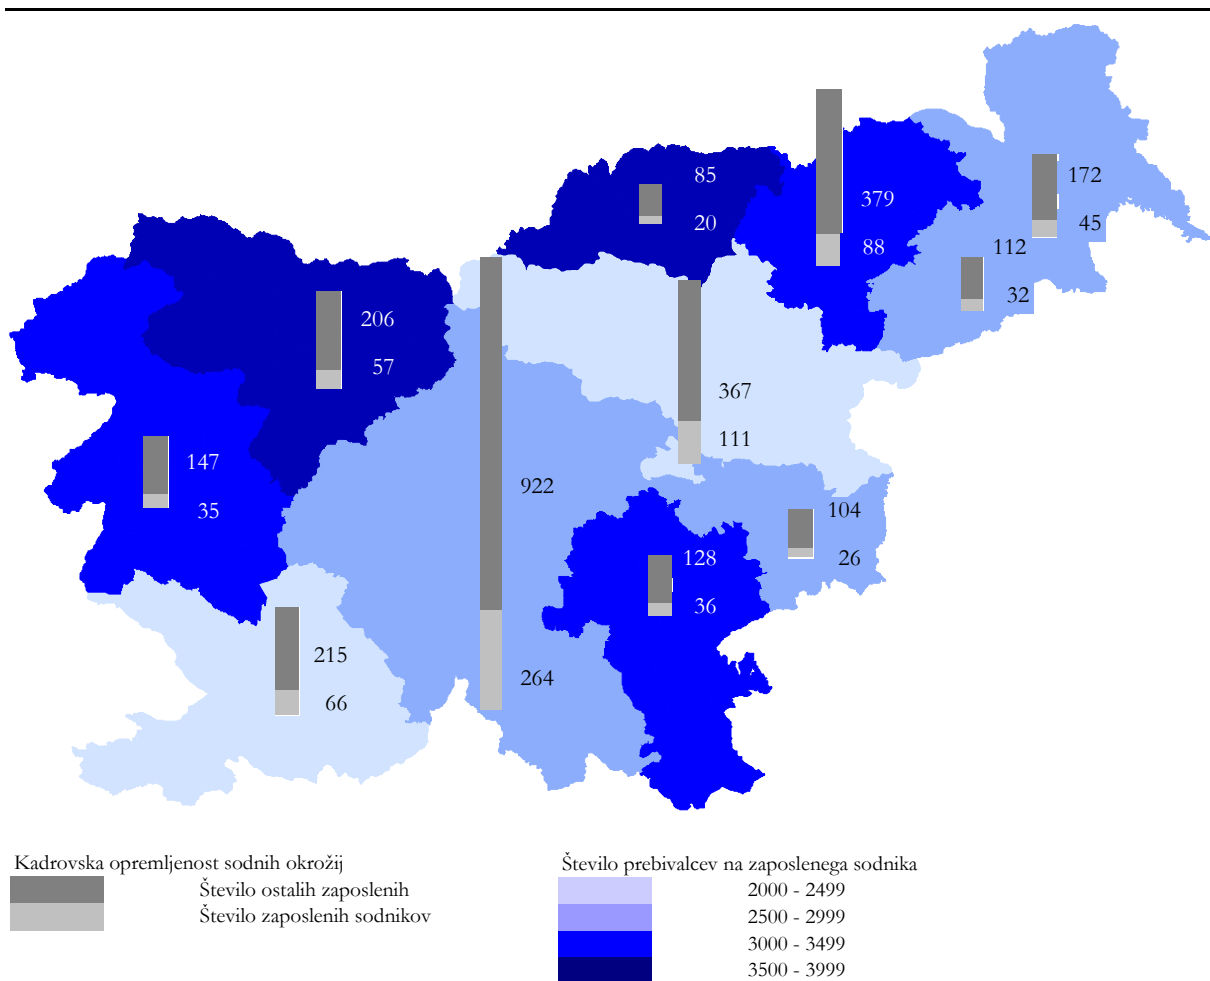 85
172
379
20
45
88
112
32
206
57
367
111
147
922
35
104
128
26
36
215
264
66
Kadrovska opremljenost sodnih okrožij
Število ostalih zaposlenih
Število zaposlenih sodnikov
Število prebivalcev na zaposlenega sodnika
2000 - 2499
2500 - 2999
3000 - 3499
3500 - 3999